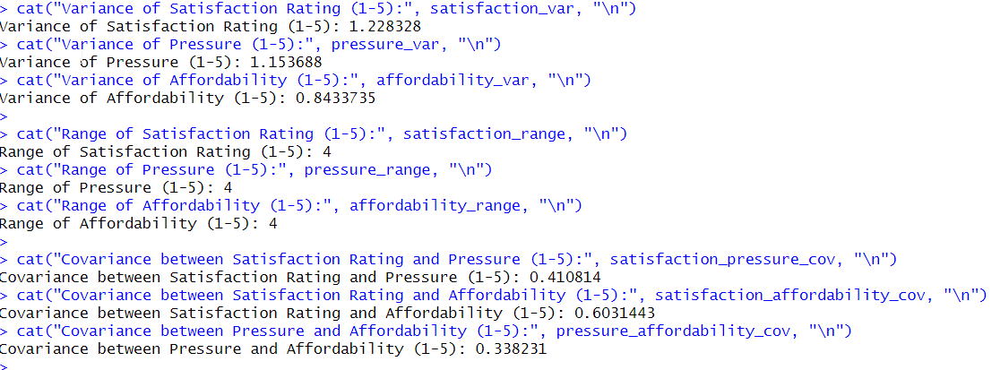 > cat("Variance of Satisfaction Rating (1-5):", satisfaction_var, "\n")
Variance of Satisfaction Rating (1-5): 1.228328
> cat("Variance of Pressure (1-5):", pressure_var, "\n")
Variance of Pressure (1-5): 1.153688
> cat("Variance of Affordability (1-5):", affordability_var, "\n")
Variance of Affordability (1-5): 0.8433735
>
> cat("Range of Satisfaction Rating (1-5):", satisfaction_range, "\n")
Range of Satisfaction Rating (1-5): 4
> cat("Range of Pressure (1-5):", pressure_range, "\n")
Range of Pressure (1-5): 4
> cat("Range of Affordability (1-5):", affordability_range, "\n")
Range of Affordability (1-5): 4
>
> cat("Covariance between Satisfaction Rating and Pressure (1-5):", satisfaction_pressure_cov, "\n")
Covariance between Satisfaction Rating and Pressure (1-5): 0.410814
> cat("Covariance between Satisfaction Rating and Affordability (1-5):", satisfaction_affordability_cov, "\n")
Covariance between Satisfaction Rating and Affordability (1-5): 0.6031443
> cat("Covariance between Pressure and Affordability (1-5):", pressure_affordability_cov, "\n")
Covariance between Pressure and Affordability (1-5): 0.338231
>